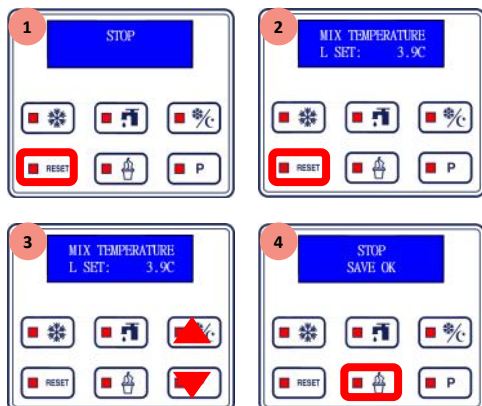 1
STOP
RESET
P
2
MIX TEMPERATURE
L SET: 3.9C
RESET
P
3
MIX TEMPERATURE
L SET: 3.9C
RESET
4
STOP
SAVE OK
RESET
P